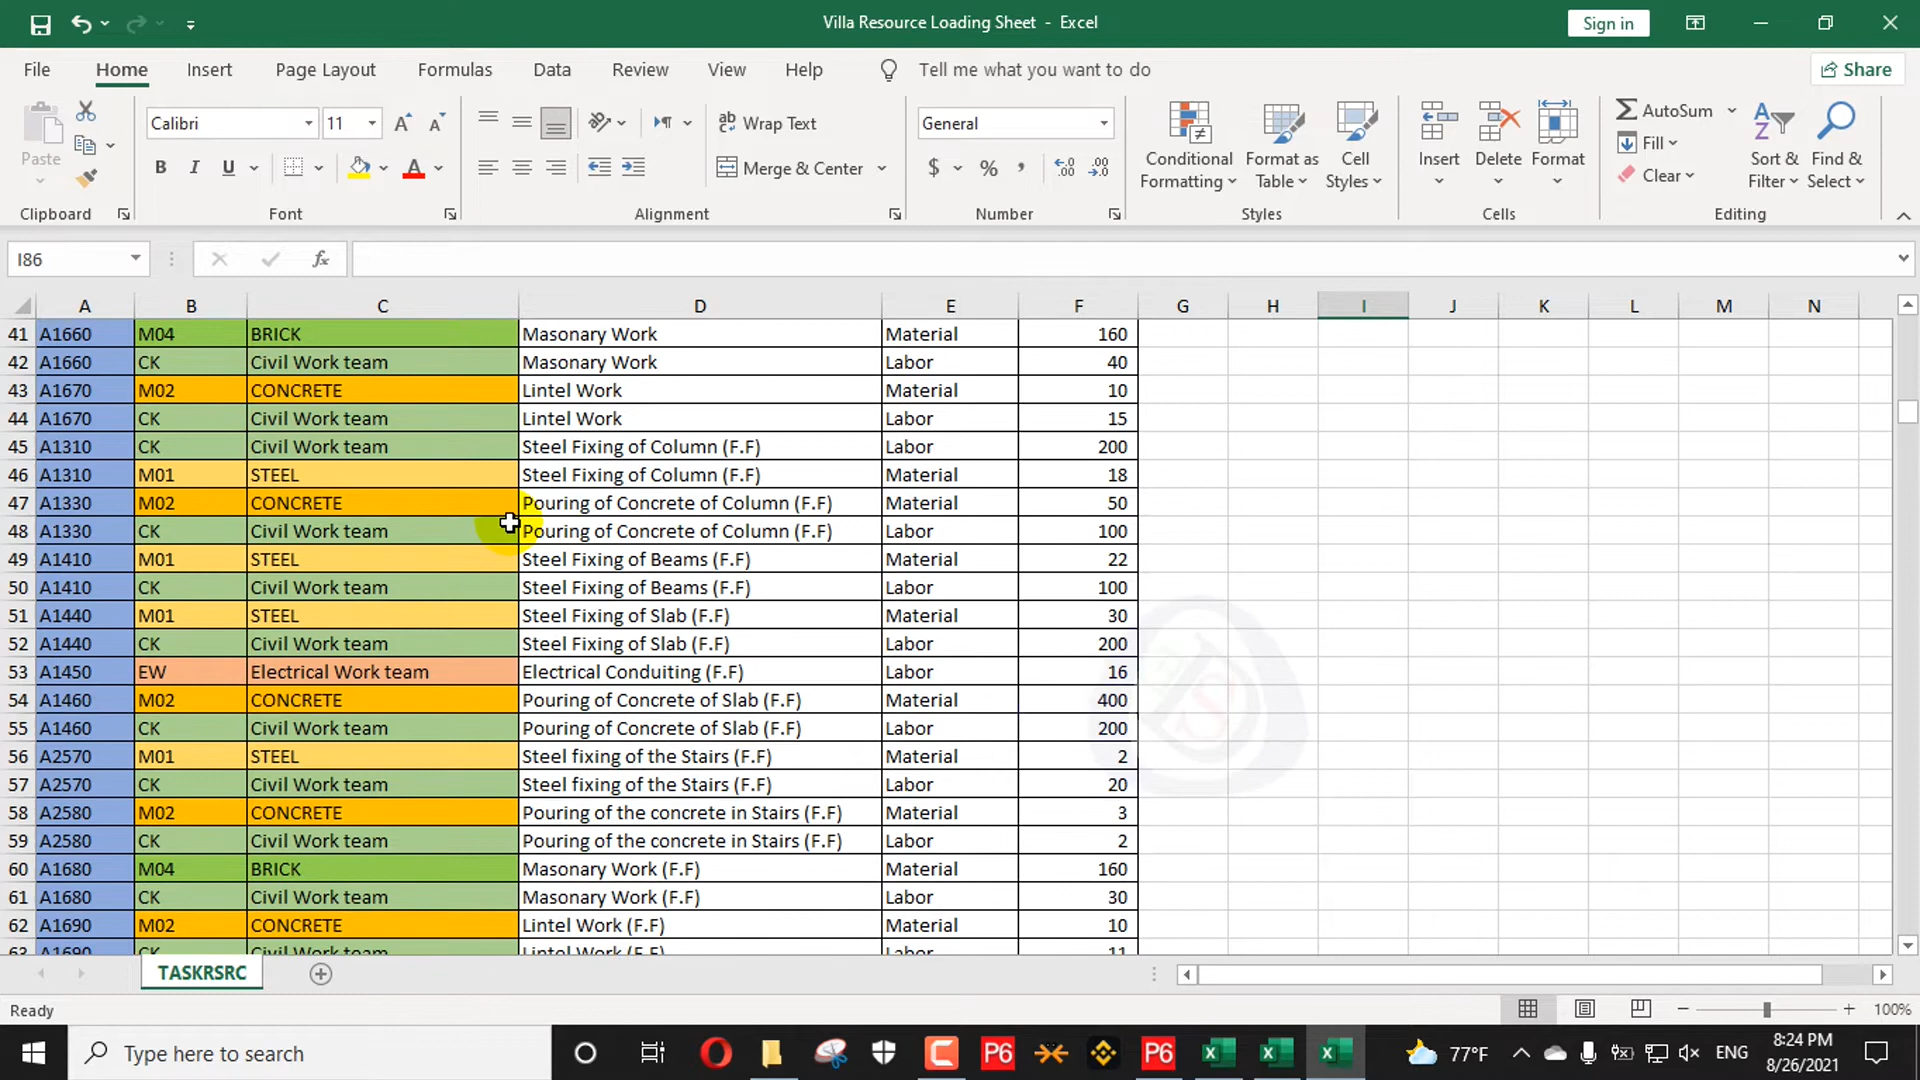 Villa Resource Loading Sheet - Excel
Sign in
File Home Insert Page Layout Formulas Data Review View Help Tell me what you want to do Share
Paste
Clipboard
Calibri 11
B I U
Font
Wrap Text
Merge & Center
Alignment
General
$ % ,
Number
Conditional Formatting
Format as Table
Cell Styles
Styles
Insert
Delete
Format
Cells
AutoSum
Fill
Clear
Sort & Filter
Find & Select
Editing
I86
fx
A B C D E F G H I J K L M N
41 A1660 M04 BRICK Masonary Work Material 160
42 A1660 CK Civil Work team Masonary Work Labor 40
43 A1670 M02 CONCRETE Lintel Work Material 10
44 A1670 CK Civil Work team Lintel Work Labor 15
45 A1310 CK Civil Work team Steel Fixing of Column (F.F) Labor 200
46 A1310 M01 STEEL Steel Fixing of Column (F.F) Material 18
47 A1330 M02 CONCRETE Pouring of Concrete of Column (F.F) Material 50
48 A1330 CK Civil Work team Pouring of Concrete of Column (F.F) Labor 100
49 A1410 M01 STEEL Steel Fixing of Beams (F.F) Material 22
50 A1410 CK Civil Work team Steel Fixing of Beams (F.F) Labor 100
51 A1440 M01 STEEL Steel Fixing of Slab (F.F) Material 30
52 A1440 CK Civil Work team Steel Fixing of Slab (F.F) Labor 200
53 A1450 EW Electrical Work team Electrical Conduiting (F.F) 16
54 A1460 M02 CONCRETE Pouring of Concrete of Slab (F.F) Material 400
55 A1460 CK Civil Work team Pouring of Concrete of Slab (F.F) Labor 200
56 A2570 M01 STEEL Steel fixing of the Stairs (F.F) Material 2
57 A2570 CK Civil Work team Steel fixing of the Stairs (F.F) Labor 20
58 A2580 M02 CONCRETE Pouring of the concrete in Stairs (F.F) Material 3
59 A2580 CK Civil Work team Pouring of the concrete in Stairs (F.F) Labor 2
60 A1680 M04 BRICK Masonary Work (F.F) Material 160
61 A1680 CK Civil Work team Masonary Work (F.F) Labor 30
62 A1690 M02 CONCRETE Lintel Work (F.F) Material 10
63 A1690 CK Civil Work team Lintel Work (F.F) Labor 11
TASKRSRC
Ready
100%
Type here to search
P6
P6
77°F
ENG
8:24 PM
8/26/2021